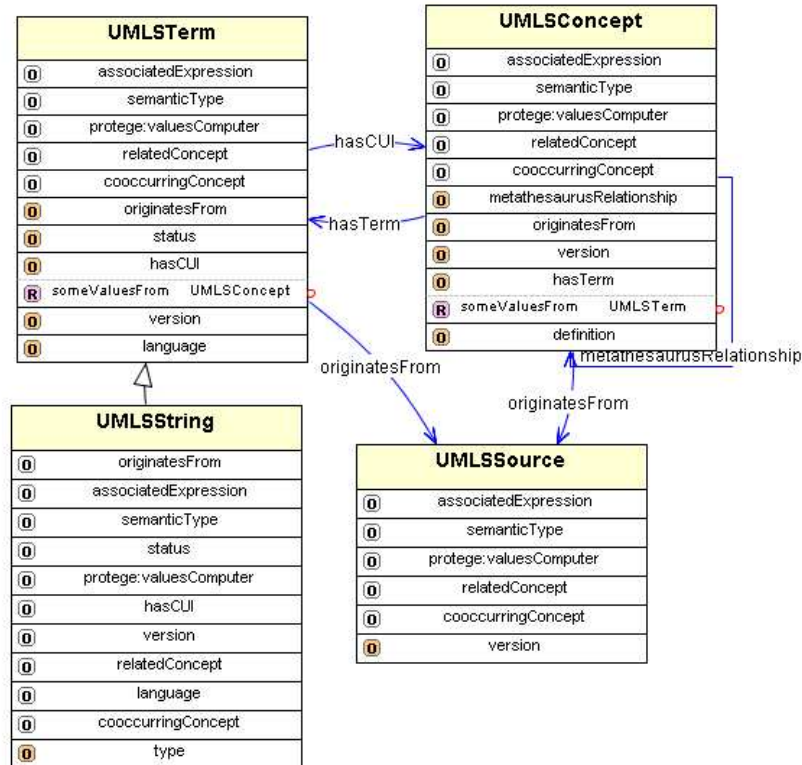 UMLSTerm
O associatedExpression
O semanticType
O protege:valuesComputer
O relatedConcept
O cooccurringConcept
O originatesFrom
O status
O hasCUI
R someValuesFrom UMLSConcept
O version
O language
hasCUI
hasTerm
UMLSConcept
O associatedExpression
O semanticType
O protege:valuesComputer
O relatedConcept
O cooccurringConcept
O metathesaurusRelationship
O originatesFrom
O version
O hasTerm
R someValuesFrom UMLSTerm
O definition
metathesaurusRelationship
originatesFrom
originatesFrom
UMLSString
O originatesFrom
O associatedExpression
O semanticType
O status
O protege:valuesComputer
O hasCUI
O version
O relatedConcept
O language
O cooccurringConcept
O type
UMLSSource
O associatedExpression
O semanticType
O protege:valuesComputer
O relatedConcept
O cooccurringConcept
O version